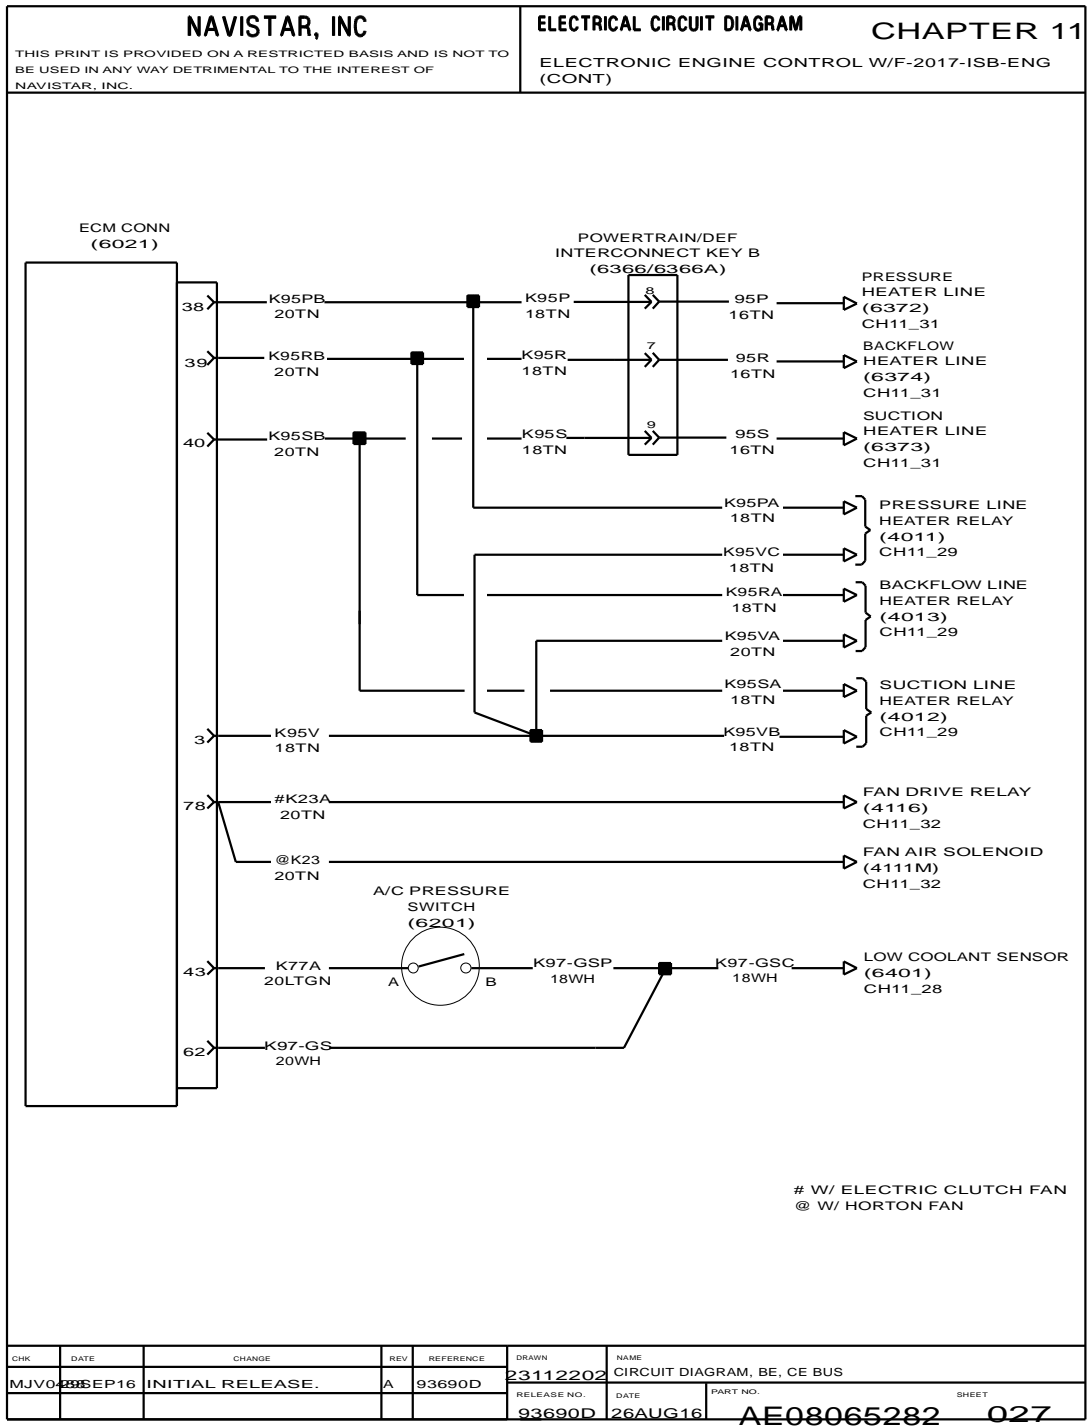 NAVISTAR, INC
THIS PRINT IS PROVIDED ON A RESTRICTED BASIS AND IS NOT TO
BE USED IN ANY WAY DETRIMENTAL TO THE INTEREST OF
NAVISTAR, INC.
ELECTRICAL CIRCUIT DIAGRAM
CHAPTER 11
ELECTRONIC ENGINE CONTROL W/F-2017-ISB-ENG
(CONT)
ECM CONN
(6021)
POWERTRAIN/DEF
INTERCONNECT KEY B
(6366/6366A)
38
K95PB
20TN
K95P
18TN
8
95P
16TN
PRESSURE
HEATER LINE
(6372)
CH11_31
39
K95RB
20TN
K95R
18TN
7
95R
16TN
BACKFLOW
HEATER LINE
(6374)
CH11_31
40
K95SB
20TN
K95S
18TN
9
95S
16TN
SUCTION
HEATER LINE
(6373)
CH11_31
K95PA
18TN
K95VC
18TN
PRESSURE LINE
HEATER RELAY
(4011)
CH11_29
K95RA
18TN
K95VA
20TN
BACKFLOW LINE
HEATER RELAY
(4013)
CH11_29
K95SA
18TN
3
K95V
18TN
K95VB
18TN
SUCTION LINE
HEATER RELAY
(4012)
CH11_29
78
#K23A
20TN
FAN DRIVE RELAY
(4116)
CH11_32
@K23
20TN
FAN AIR SOLENOID
(4111M)
CH11_32
A/C PRESSURE
SWITCH
(6201)
43
K77A
20LTGN
A
B
K97-GSP
18WH
K97-GSC
18WH
LOW COOLANT SENSOR
(6401)
CH11_28
62
K97-GS
20WH
# W/ ELECTRIC CLUTCH FAN
@ W/ HORTON FAN
CHK DATE CHANGE REV REFERENCE
SEP16 INITIAL RELEASE. A 93690D
DRAWN
23112202
NAME
CIRCUIT DIAGRAM, BE, CE BUS
RELEASE NO.
93690D
DATE
26AUG16
PART NO.
AE08065282
SHEET
027